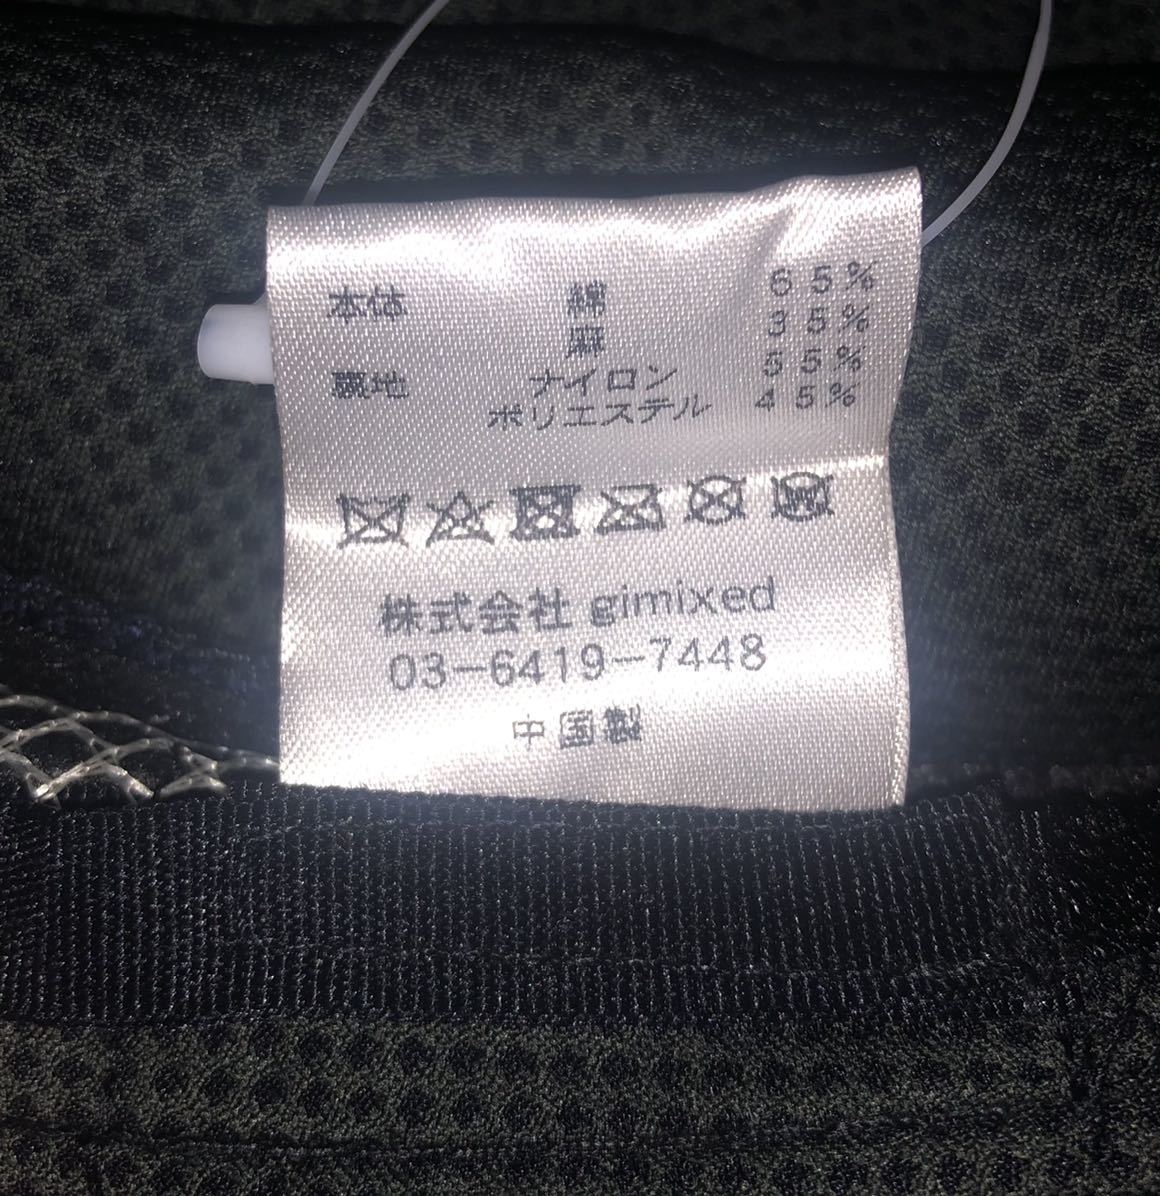 本体 綿 65%
麻 35%
裏地 ナイロン 55%
ポリエステル 45%
株式会社 gimixed
03-6419-7448
中国製